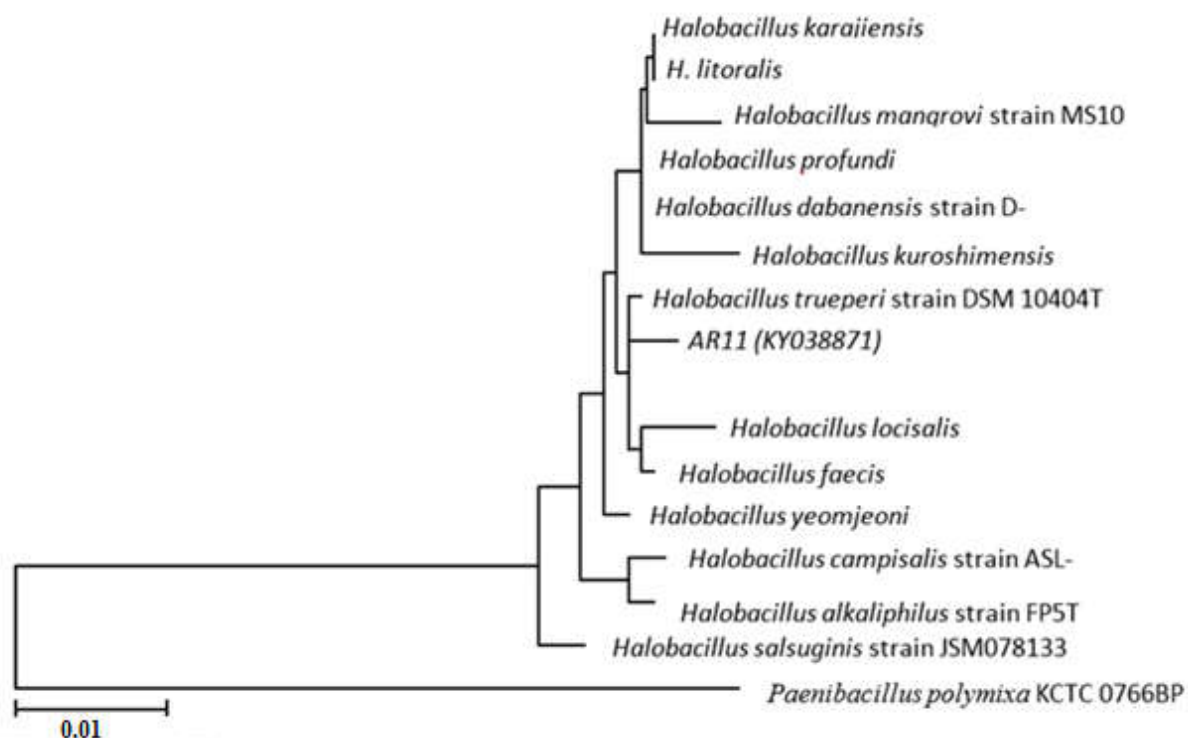 Halobacillus karajiensis
H. litoralis
Halobacillus manqrovi strain MS10
Halobacillus profundi
Halobacillus dabanensis strain D-
Halobacillus kuroshimensis
Halobacillus trueperi strain DSM 10404T
AR11 (KY038871)
Halobacillus locisalis
Halobacillus faecis
Halobacillus yeomjeoni
Halobacillus campisalis strain ASL-
Halobacillus alkaliphilus strain FP5T
Halobacillus salsuginis strain JSM078133
Paenibacillus polymixa KCTC 0766BP
0.01